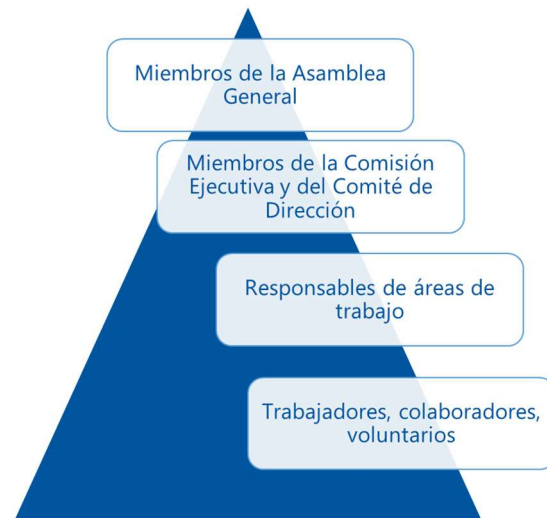 Miembros de la Asamblea
General
Miembros de la Comisión
Ejecutiva y del Comité de
Dirección
Responsables de áreas de
trabajo
Trabajadores, colaboradores,
voluntarios